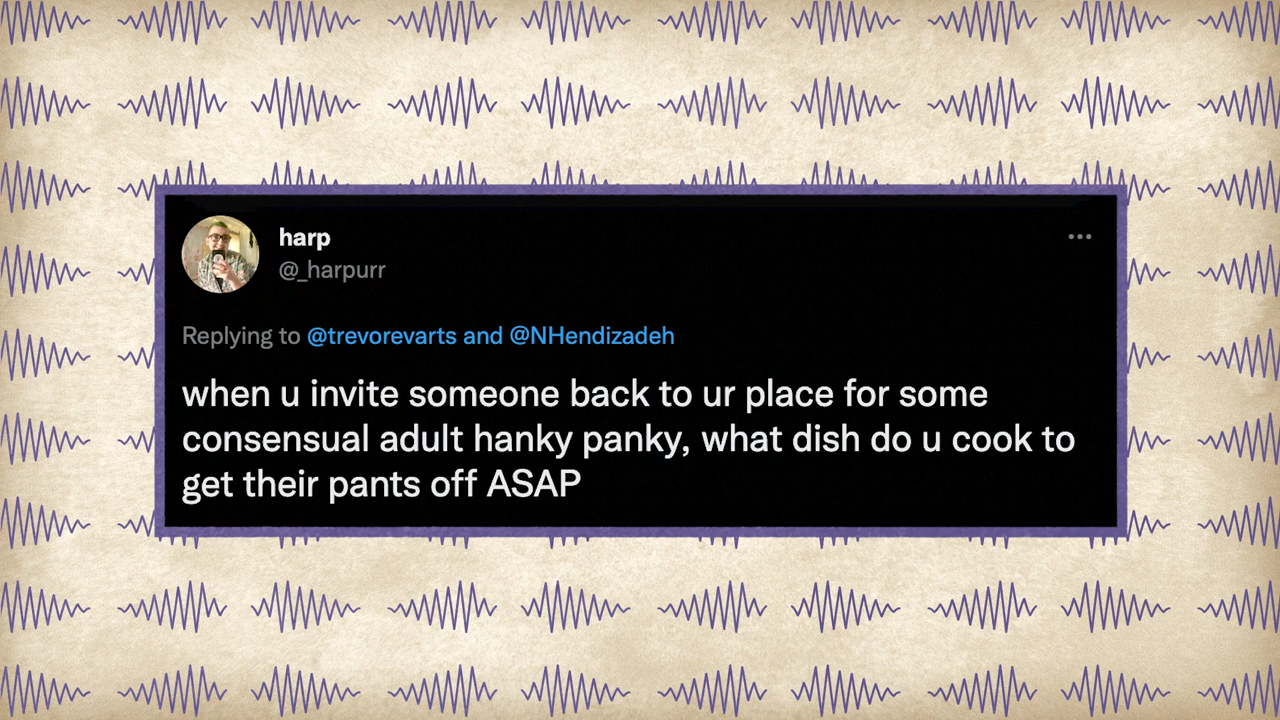 harp
@_harpurr
Replying to @trevorevarts and @NHendizadeh
when u invite someone back to ur place for some
consensual adult hanky panky, what dish do u cook to
get their pants off ASAP